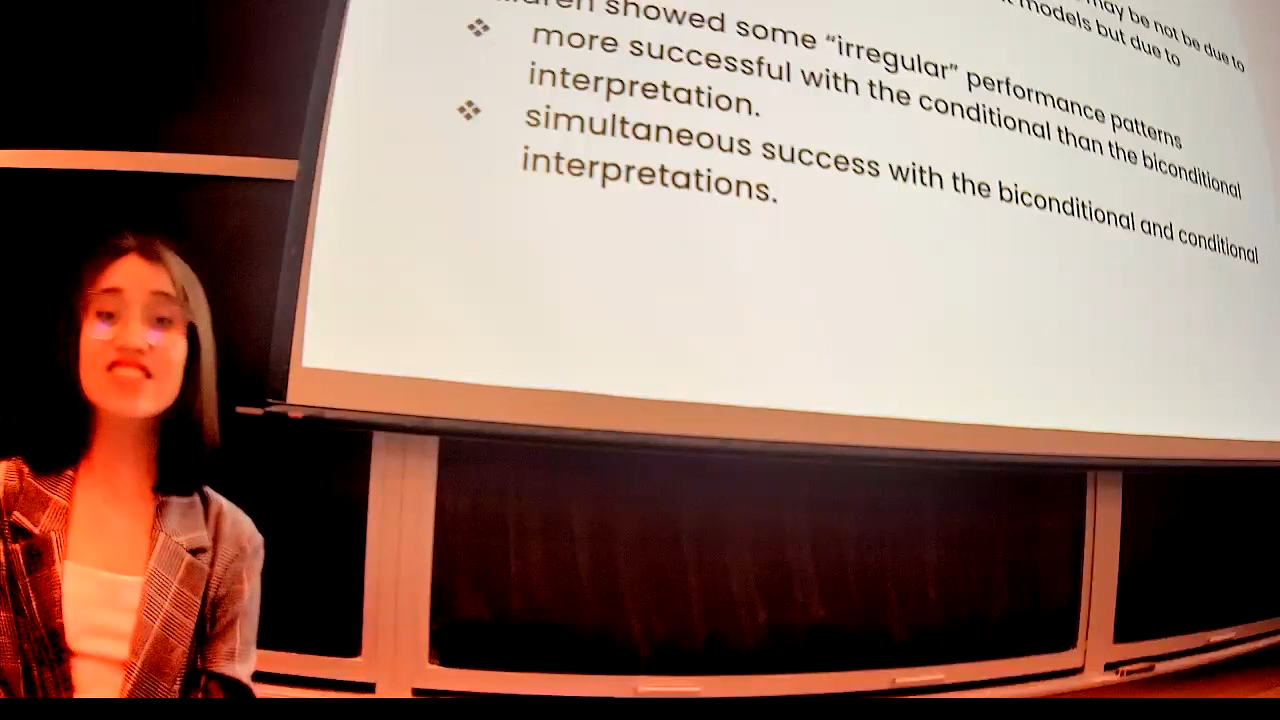 may be not be due to
models but due to
showed some “irregular” performance patterns
❖ more successful with the conditional than the biconditional
interpretation.
❖ simultaneous success with the biconditional and conditional
interpretations.